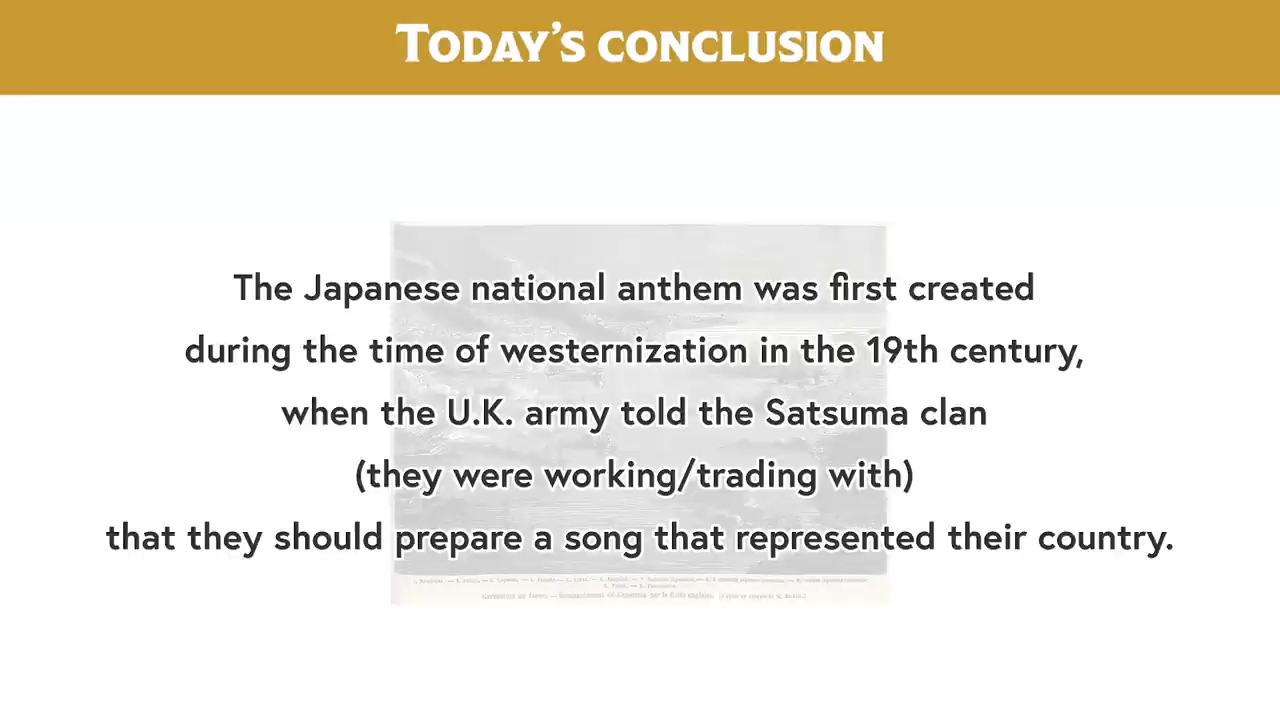 TODAY'S CONCLUSION
The Japanese national anthem was first created
during the time of westernization in the 19th century,
when the U.K. army told the Satsuma clan
(they were working/trading with)
that they should prepare a song that represented their country.